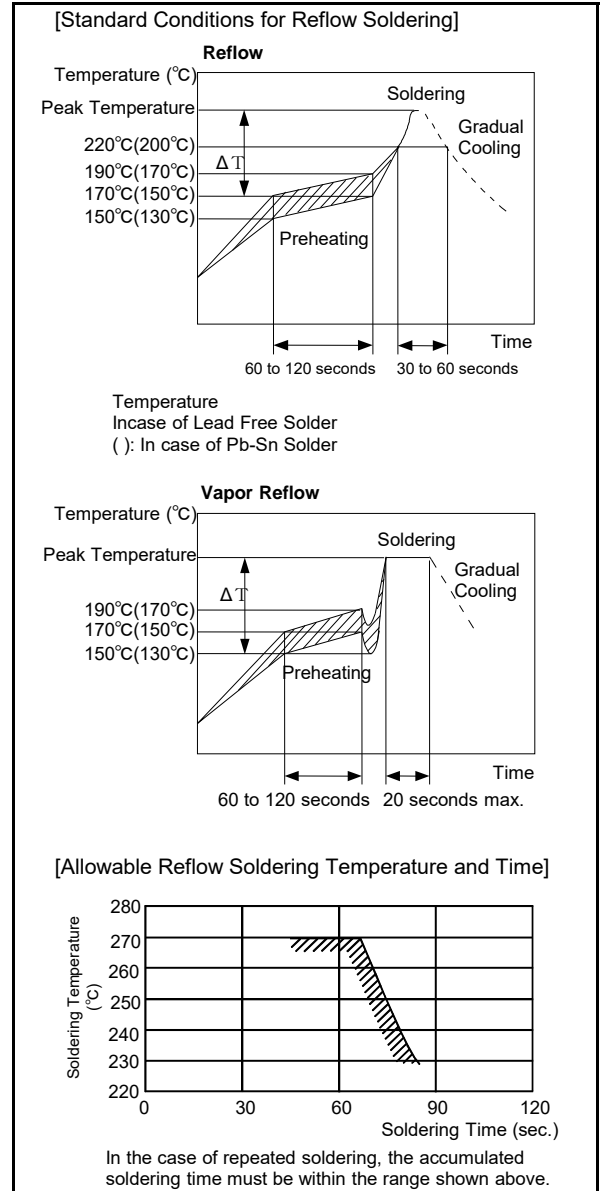 [Standard Conditions for Reflow Soldering]
Reflow
Temperature (°C)
Peak Temperature
220°C(200°C)
190°C(170°C)
170°C(150°C)
150°C(130°C)
ΔT
Soldering
Gradual
Cooling
Preheating
Time
60 to 120 seconds
30 to 60 seconds
Temperature
Incase of Lead Free Solder
( ): In case of Pb-Sn Solder
Vapor Reflow
Temperature (°C)
Peak Temperature
190°C(170°C)
170°C(150°C)
150°C(130°C)
ΔT
Soldering
Gradual
Cooling
Preheating
Time
60 to 120 seconds
20 seconds max.
[Allowable Reflow Soldering Temperature and Time]
Soldering Temperature
(°C)
280
270
260
250
240
230
220
0
30
60
90
120
Soldering Time (sec.)
In the case of repeated soldering, the accumulated
soldering time must be within the range shown above.